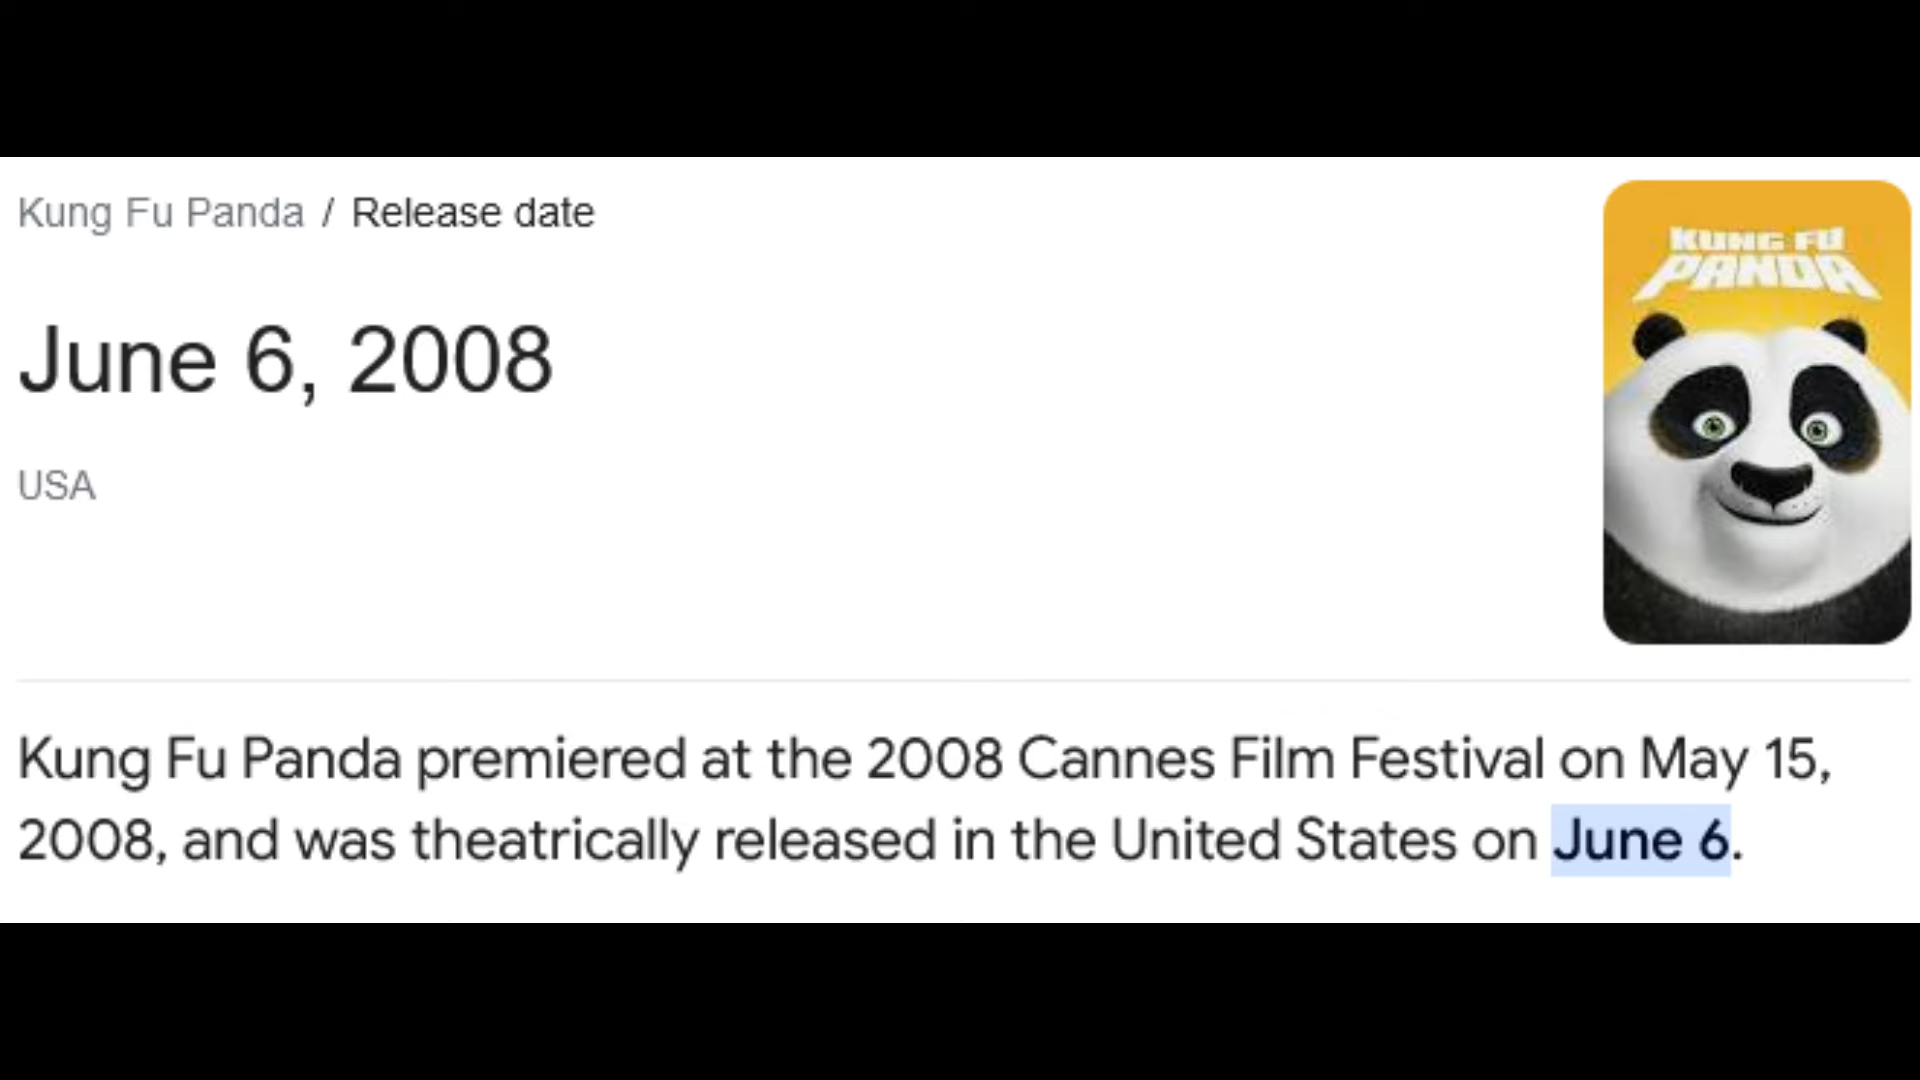 Kung Fu Panda / Release date
KUNG FU
PANDA
June 6, 2008
USA
Kung Fu Panda premiered at the 2008 Cannes Film Festival on May 15,
2008, and was theatrically released in the United States on June 6.